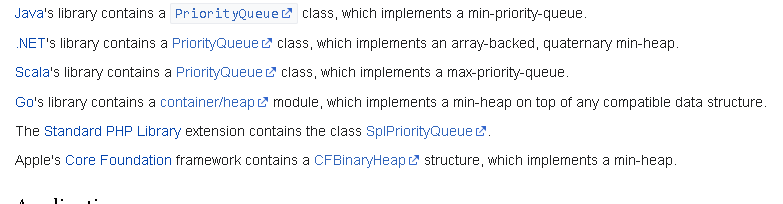 Java's library contains a PriorityQueue class, which implements a min-priority-queue.
.NET's library contains a PriorityQueue class, which implements an array-backed, quaternary min-heap.
Scala's library contains a PriorityQueue class, which implements a max-priority-queue.
Go's library contains a container/heap module, which implements a min-heap on top of any compatible data structure.
The Standard PHP Library extension contains the class SplPriorityQueue.
Apple's Core Foundation framework contains a CFBinaryHeap structure, which implements a min-heap.